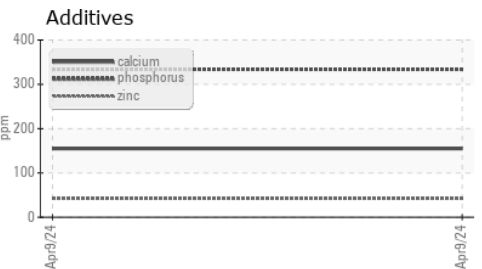 Additives
400
300
200
100
0
ppm
calcium
phosphorus
zinc
Apr9/24
Apr9/24